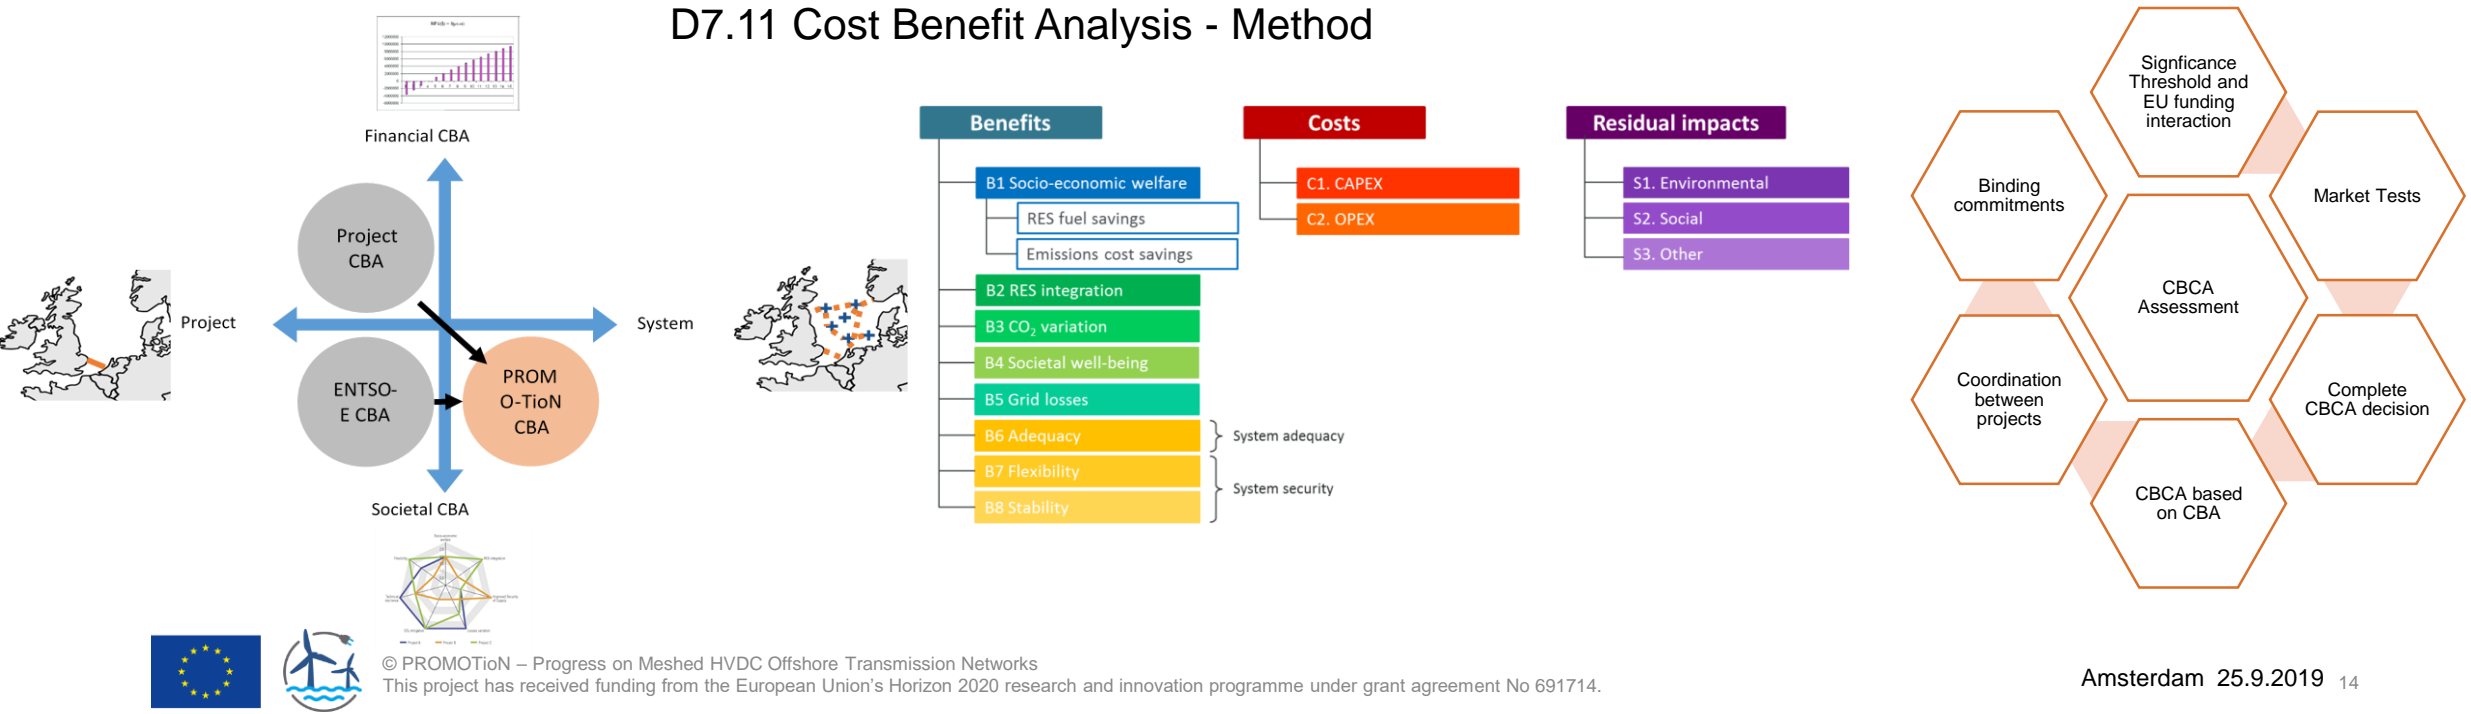 D7.11 Cost Benefit Analysis - Method
Financial CBA
Project
CBA
Project
System
ENTSO-
E CBA
PROM
O-TioN
CBA
Societal CBA
Benefits
B1 Socio-economic welfare
RES fuel savings
Emissions cost savings
B2 RES integration
B3 CO₂ variation
B4 Societal well-being
B5 Grid losses
B6 Adequacy
B7 Flexibility
B8 Stability
System adequacy
System security
Costs
C1. CAPEX
C2. OPEX
Residual impacts
S1. Environmental
S2. Social
S3. Other
Signficance
Threshold and
EU funding
interaction
Market Tests
Complete
CBCA decision
CBCA based
on CBA
Coordination
between
projects
Binding
commitments
CBCA
Assessment
© PROMOTioN – Progress on Meshed HVDC Offshore Transmission Networks
This project has received funding from the European Union's Horizon 2020 research and innovation programme under grant agreement No 691714.
Amsterdam 25.9.2019 14